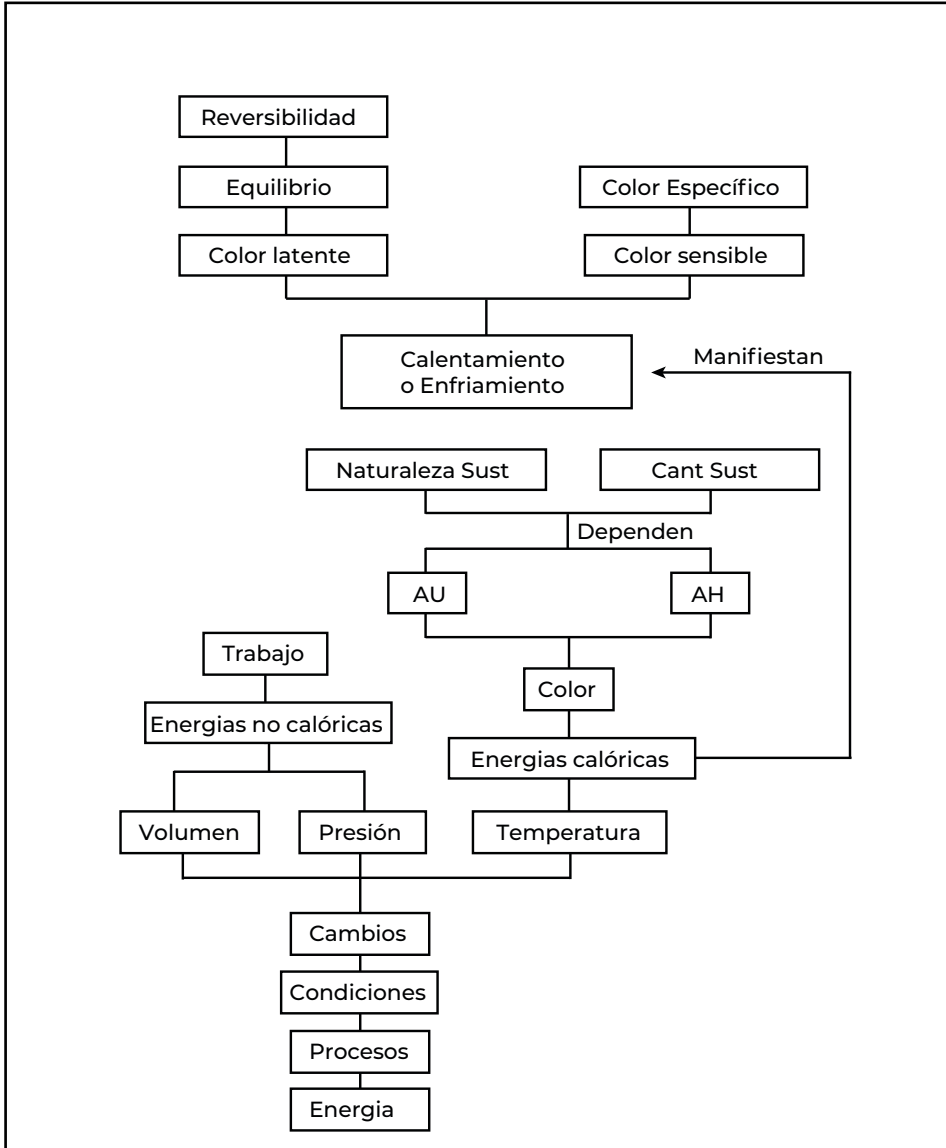 Reversibilidad
Equilibrio
Color Específico
Color latente
Color sensible
Calentamiento
o Enfriamiento
Manifiestan
Naturaleza Sust
Cant Sust
Dependen
AU
AH
Trabajo
Color
Energias no calóricas
Energias calóricas
Volumen
Presión
Temperatura
Cambios
Condiciones
Procesos
Energia